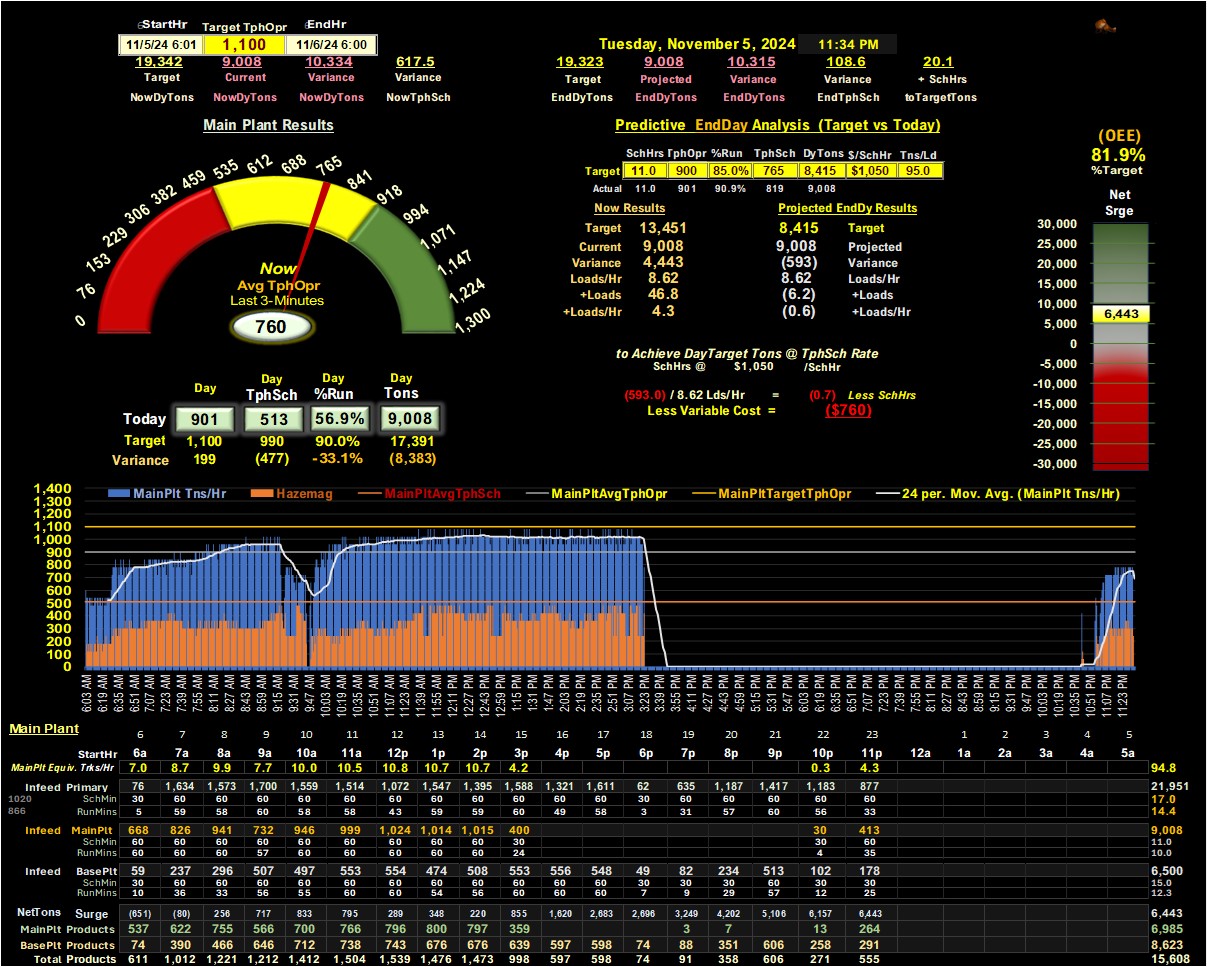 StartHr Target TphOpr EndHr
11/5/24 6:01 1,100 11/6/24 6:00 Tuesday, November 5, 2024 11:34 PM
19,342 9,008 10,334 617.5 19,323 9,008 10,315 108.6 20.1
Target Current Variance Variance Target Projected Variance Variance + SchHrs
NowDyTons NowDyTons NowDyTons NowTphSch EndDyTons EndDyTons EndDyTons EndTphSch toTargetTons
Main Plant Results
0 76 153 229 306 382 459 535 612 688 765 841 918 994 1,071 1,147 1,224 1,300
Now
Avg TphOpr
Last 3-Minutes
760
Day Day Day Day
TphSch %Run Tons
Today 901 513 56.9% 9,008
Target 1,100 990 90.0% 17,391
Variance 199 (477) -33.1% (8,383)
Predictive EndDay Analysis (Target vs Today)
SchHrs TphOpr %Run TphSch DyTons $/SchHr Tns/Ld
Target 11.0 900 85.0% 765 8,415 $1,050 95.0
Actual 11.0 901 90.9% 819 9,008
Now Results Projected EndDy Results
Target 13,451 8,415 Target
Current 9,008 9,008 Projected
Variance 4,443 (593) Variance
Loads/Hr 8.62 8.62 Loads/Hr
+Loads 46.8 (6.2) +Loads
+Loads/Hr 4.3 (0.6) +Loads/Hr
to Achieve DayTarget Tons @ TphSch Rate
SchHrs @ $1,050 /SchHr
(593.0) / 8.62 Lds/Hr = (0.7) Less SchHrs
Less Variable Cost = ($760)
(OEE)
81.9%
%Target
Net
Srge
30,000
25,000
20,000
15,000
10,000
6,443
5,000
0
-5,000
-10,000
-15,000
-20,000
-25,000
-30,000
MainPlt Tns/Hr Hazemag MainPltAvgTphSch MainPltAvgTphOpr MainPltTargetTphOpr 24 per. Mov. Avg. (MainPlt Tns/Hr)
1,400
1,300
1,200
1,100
1,000
900
800
700
600
500
400
300
200
100
0
6:03 AM 6:19 AM 6:35 AM 6:51 AM 7:07 AM 7:23 AM 7:39 AM 7:55 AM 8:11 AM 8:27 AM 8:43 AM 8:59 AM 9:15 AM 9:31 AM 9:47 AM 10:03 AM 10:19 AM 10:35 AM 10:51 AM 11:07 AM 11:23 AM 11:39 AM 11:55 AM 12:11 PM 12:27 PM 12:43 PM 12:59 PM 1:15 PM 1:31 PM 1:47 PM 2:03 PM 2:19 PM 2:35 PM 2:51 PM 3:07 PM 3:23 PM 3:39 PM 3:55 PM 4:11 PM 4:27 PM 4:43 PM 4:59 PM 5:15 PM 5:31 PM 5:47 PM 6:03 PM 6:19 PM 6:35 PM 6:51 PM 7:07 PM 7:23 PM 7:39 PM 7:55 PM 8:11 PM 8:27 PM 8:43 PM 8:59 PM 9:15 PM 9:31 PM 9:47 PM 10:03 PM 10:19 PM 10:35 PM 10:51 PM 11:07 PM 11:23 PM
Main Plant 6 7 8 9 10 11 12 13 14 15 16 17 18 19 20 21 22 23 1 2 3 4 5
StartHr 6a 7a 8a 9a 10a 11a 12p 1p 2p 3p 4p 5p 6p 7p 8p 9p 10p 11p 12a 1a 2a 3a 4a 5a
MainPlt Equiv. Trks/Hr 7.0 8.7 9.9 7.7 10.0 10.5 10.8 10.7 10.7 4.2 0.3 4.3 94.8
Infeed Primary 76 1,634 1,573 1,700 1,559 1,514 1,072 1,547 1,395 1,588 1,321 1,611 62 635 1,187 1,417 1,183 877 21,951
1020 SchMin 30 60 60 60 60 60 60 60 60 60 60 60 30 60 60 60 60 60 17.0
866 RunMins 5 59 58 60 58 58 43 59 59 60 49 58 3 31 57 60 56 33 14.4
Infeed MainPlt 668 826 941 732 946 999 1,024 1,014 1,015 400 30 413 9,008
SchMin 60 60 60 60 60 60 60 60 60 30 30 60 11.0
RunMins 60 60 60 57 60 60 60 60 60 24 4 35 10.0
Infeed BasePlt 59 237 296 507 497 553 554 474 508 553 556 548 49 82 234 513 102 178 6,500
SchMin 30 60 60 60 60 60 60 60 60 60 60 60 30 30 30 60 30 30 15.0
RunMins 10 36 33 56 55 60 60 54 56 60 60 60 7 9 29 57 12 25 12.3
NetTons Surge (651) (80) 256 717 833 795 289 348 220 855 1,620 2,683 2,696 3,249 4,202 5,106 6,157 6,443 6,443
MainPlt Products 537 622 755 566 700 766 796 800 797 359 3 7 13 264 6,985
BasePlt Products 74 390 466 646 712 738 743 676 676 639 597 598 74 88 351 606 258 291 8,623
Total Products 611 1,012 1,221 1,212 1,412 1,504 1,539 1,476 1,473 998 597 598 74 91 358 606 271 555 15,608